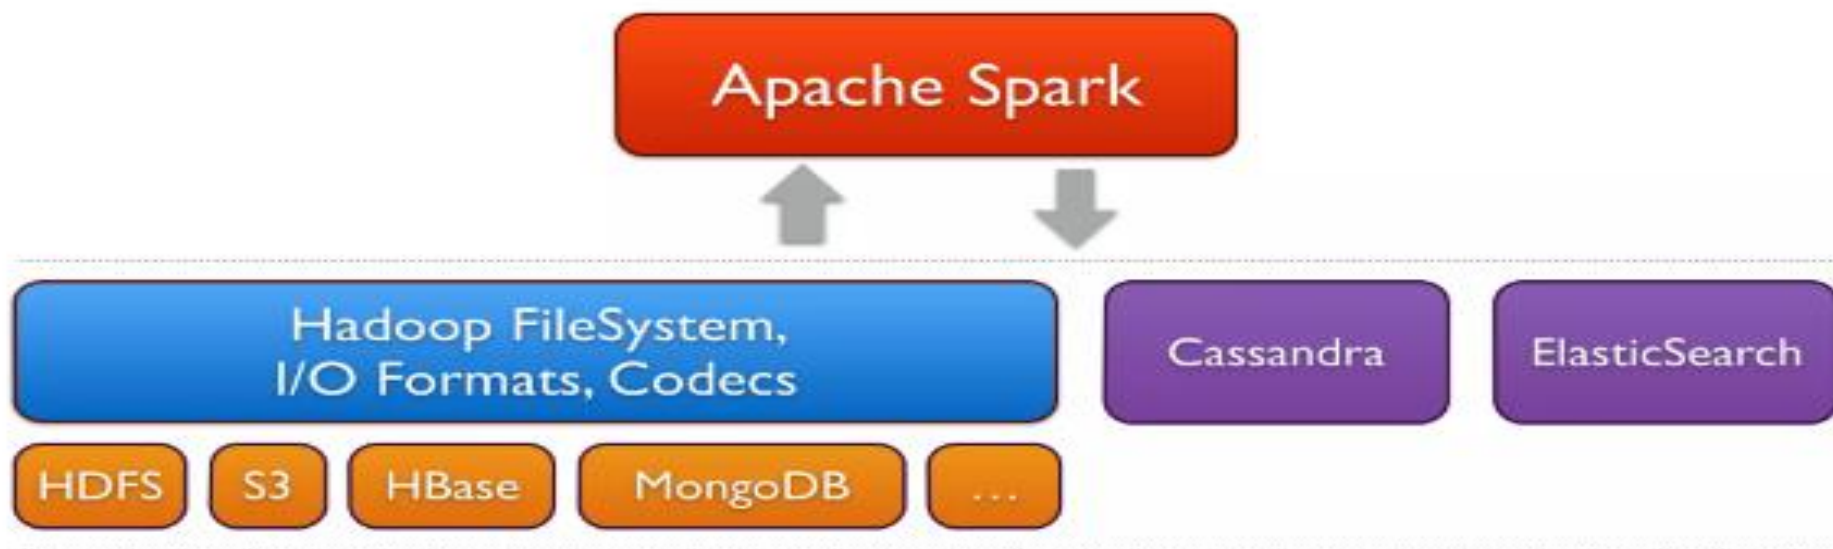 Apache Spark
Hadoop FileSystem,
I/O Formats, Codecs
Cassandra
ElasticSearch
HDFS
S3
HBase
MongoDB
...